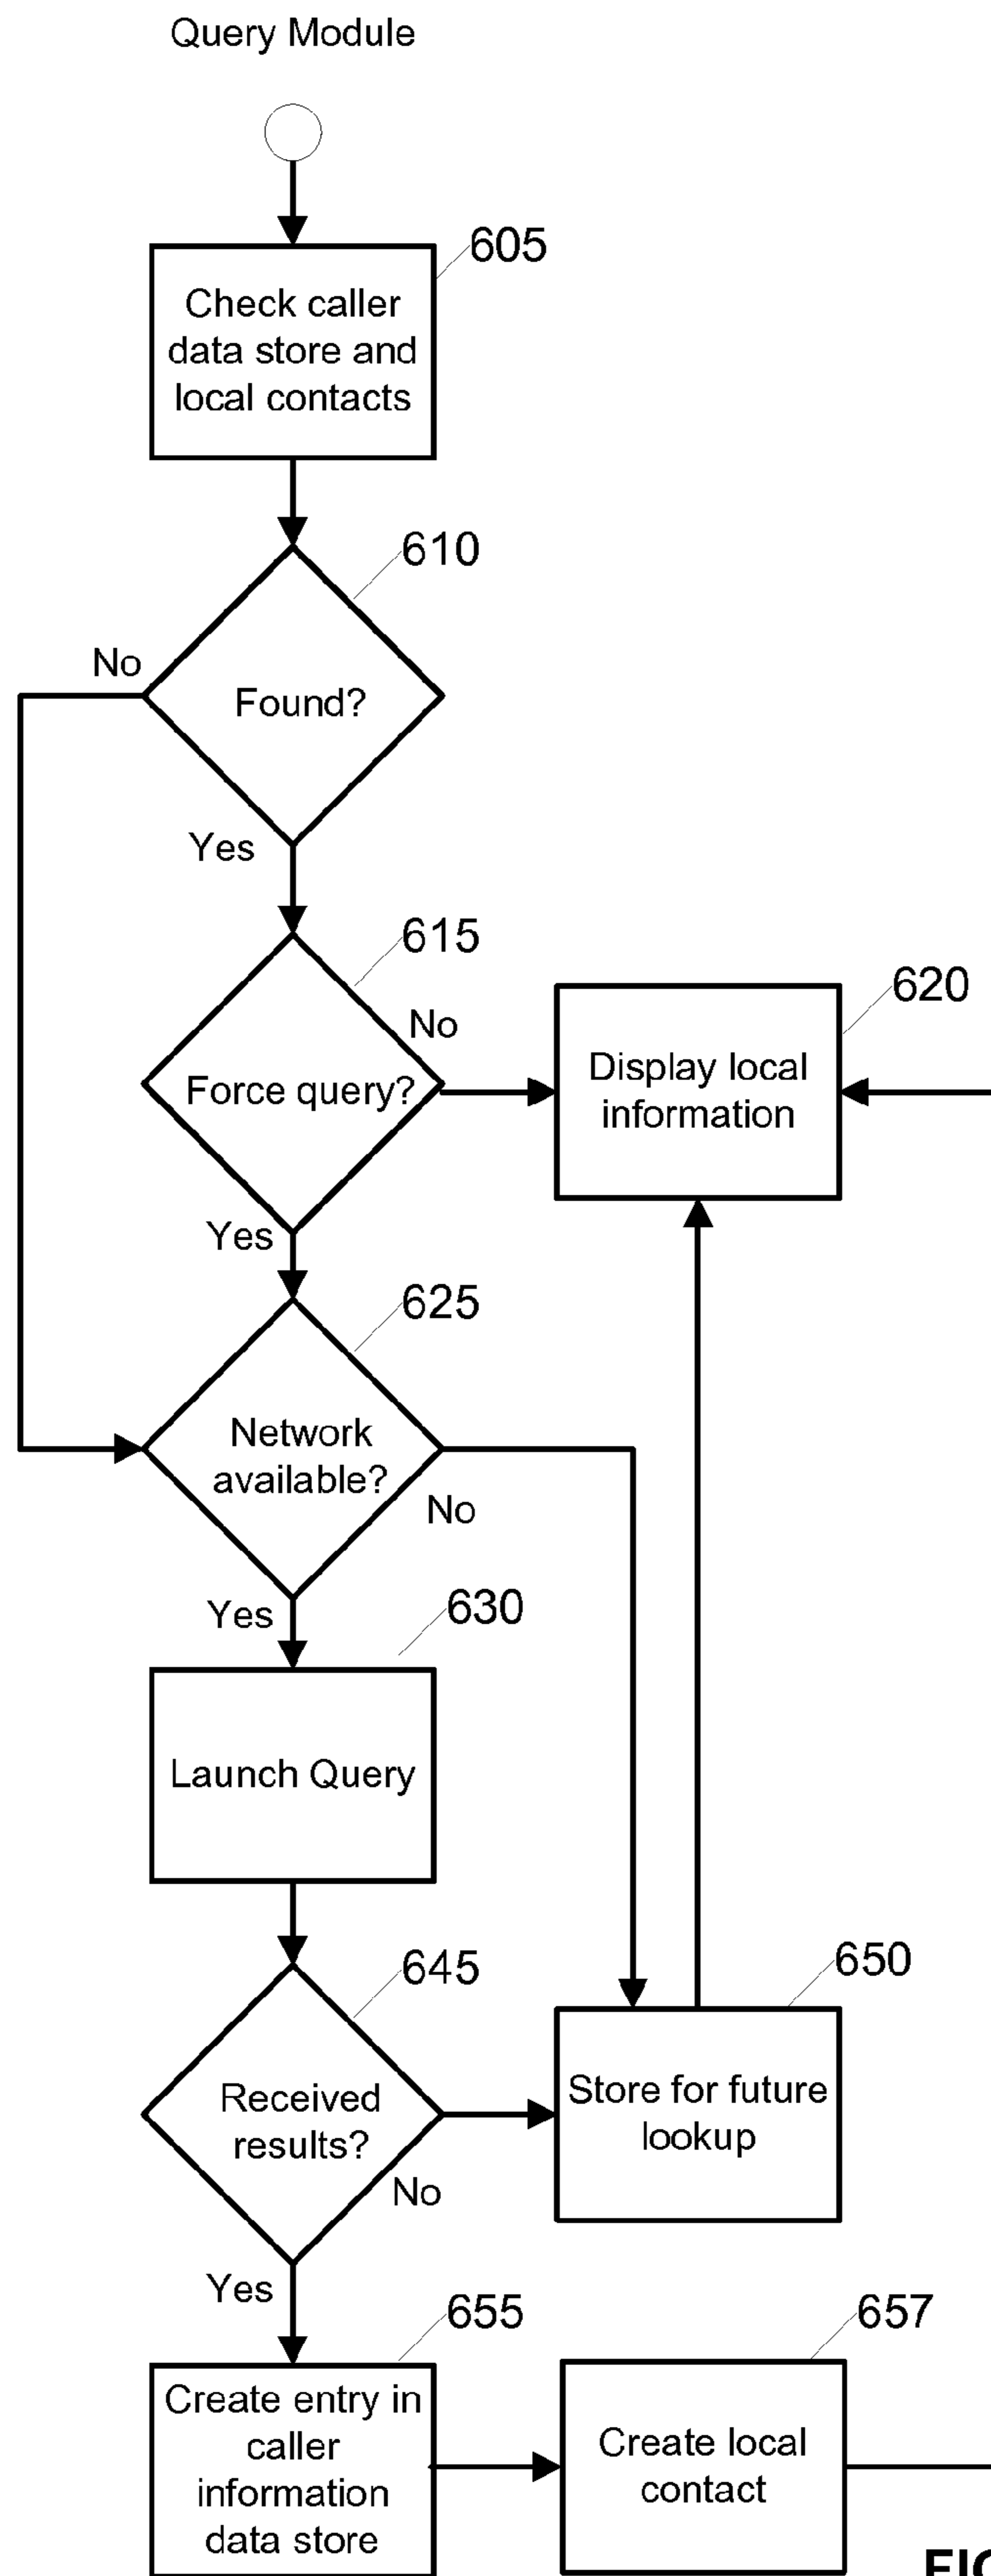 Query Module
605
Check caller
data store and
local contacts
610
No
Found?
Yes
615
No
620
Force query?
Display local
information
Yes
625
Network
available?
No
Yes
630
Launch Query
645
650
Received
results?
Store for future
lookup
No
Yes
655
657
Create entry in
caller
information
data store
Create local
contact
FIG